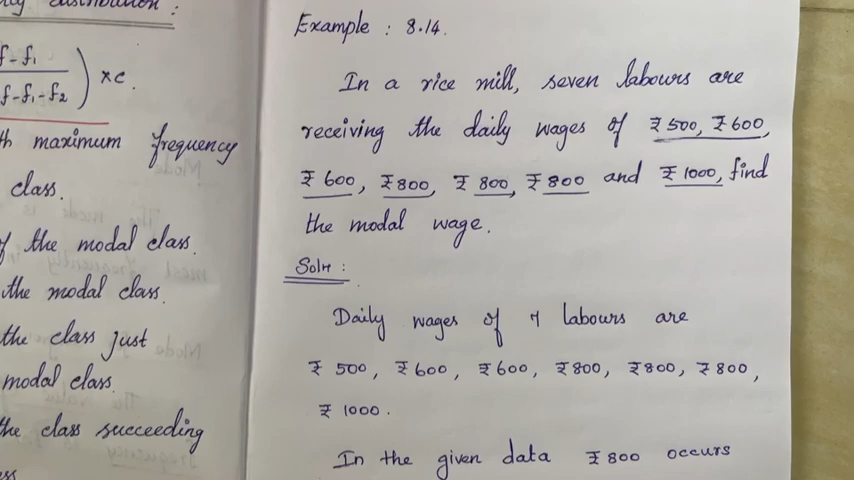 distribution :
f-f₁
f-f₁-f₂
×c.
maximum frequency
class.
the modal class.
the modal class.
the class just
modal class.
the class succeeding
Example : 8.14.
In a rice mill, seven labours are
receiving the daily wages of ₹500, ₹600,
₹600, ₹800, ₹800, ₹800 and ₹1000, find
the modal wage.
Soln :
Daily wages of 7 labours are
₹500, ₹600, ₹600, ₹800, ₹800, ₹800,
₹1000.
In the given data ₹800 occurs